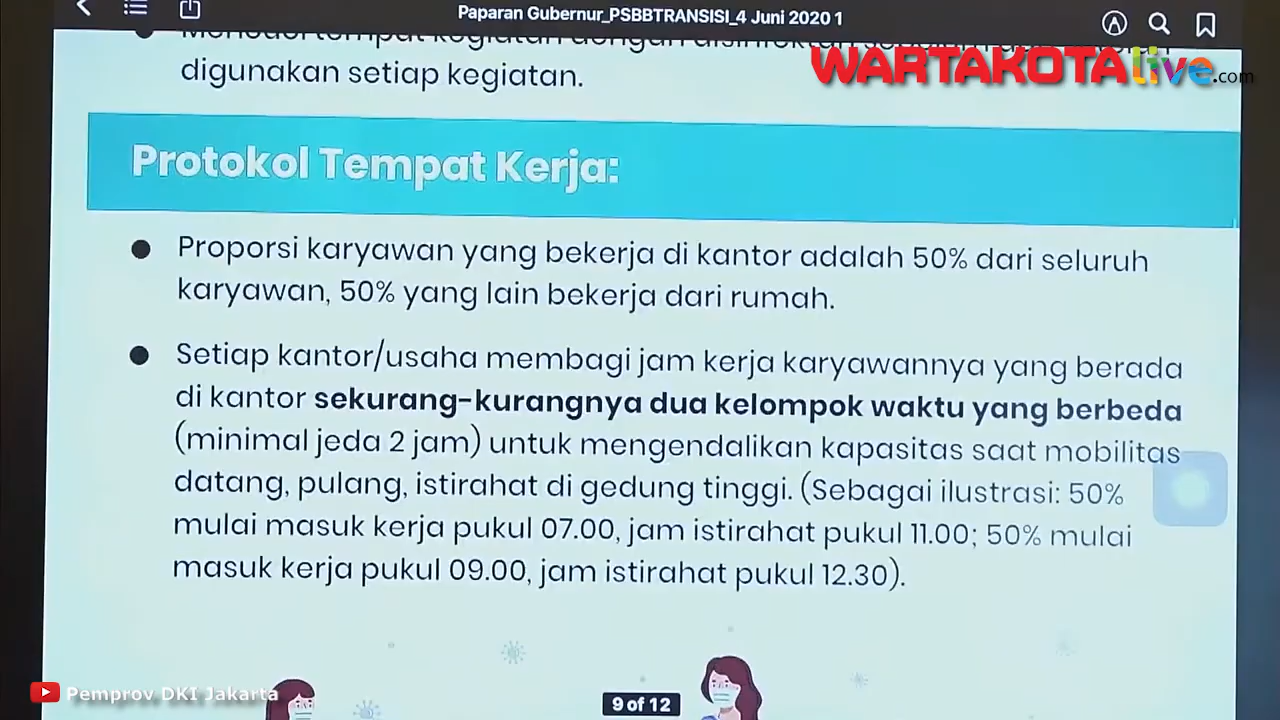 Paparan Gubernur_PSBBTRANSISI_4 Juni 2020 1
WARTAKOTAlive.com
digunakan setiap kegiatan.
Protokol Tempat Kerja:
Proporsi karyawan yang bekerja di kantor adalah 50% dari seluruh
karyawan, 50% yang lain bekerja dari rumah.
Setiap kantor/usaha membagi jam kerja karyawannya yang berada
di kantor sekurang-kurangnya dua kelompok waktu yang berbeda
(minimal jeda 2 jam) untuk mengendalikan kapasitas saat mobilitas
datang, pulang, istirahat di gedung tinggi. (Sebagai ilustrasi: 50%
mulai masuk kerja pukul 07.00, jam istirahat pukul 11.00; 50% mulai
masuk kerja pukul 09.00, jam istirahat pukul 12.30).
Pemprov DKI Jakarta
9 of 12